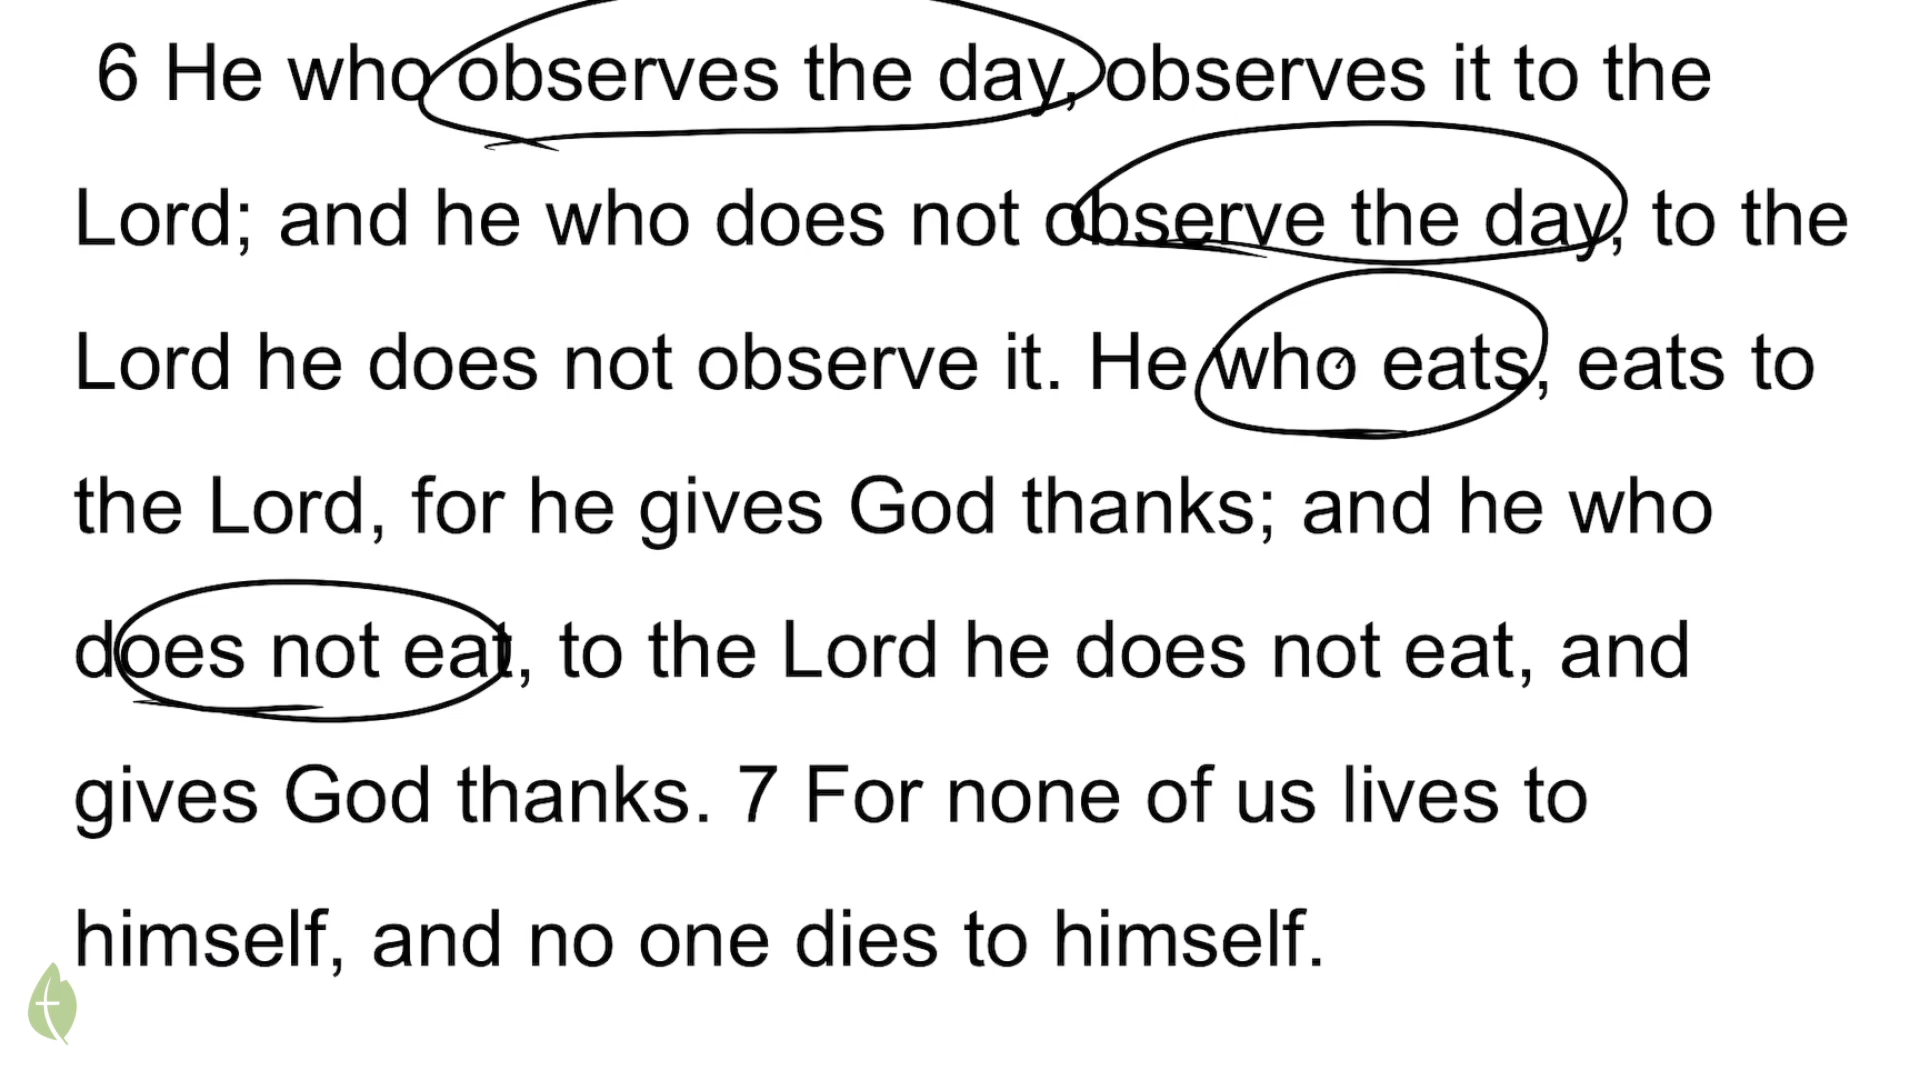 6 He who observes the day, observes it to the
Lord; and he who does not observe the day, to the
Lord he does not observe it. He who eats, eats to
the Lord, for he gives God thanks; and he who
does not eat, to the Lord he does not eat, and
gives God thanks. 7 For none of us lives to
himself, and no one dies to himself.